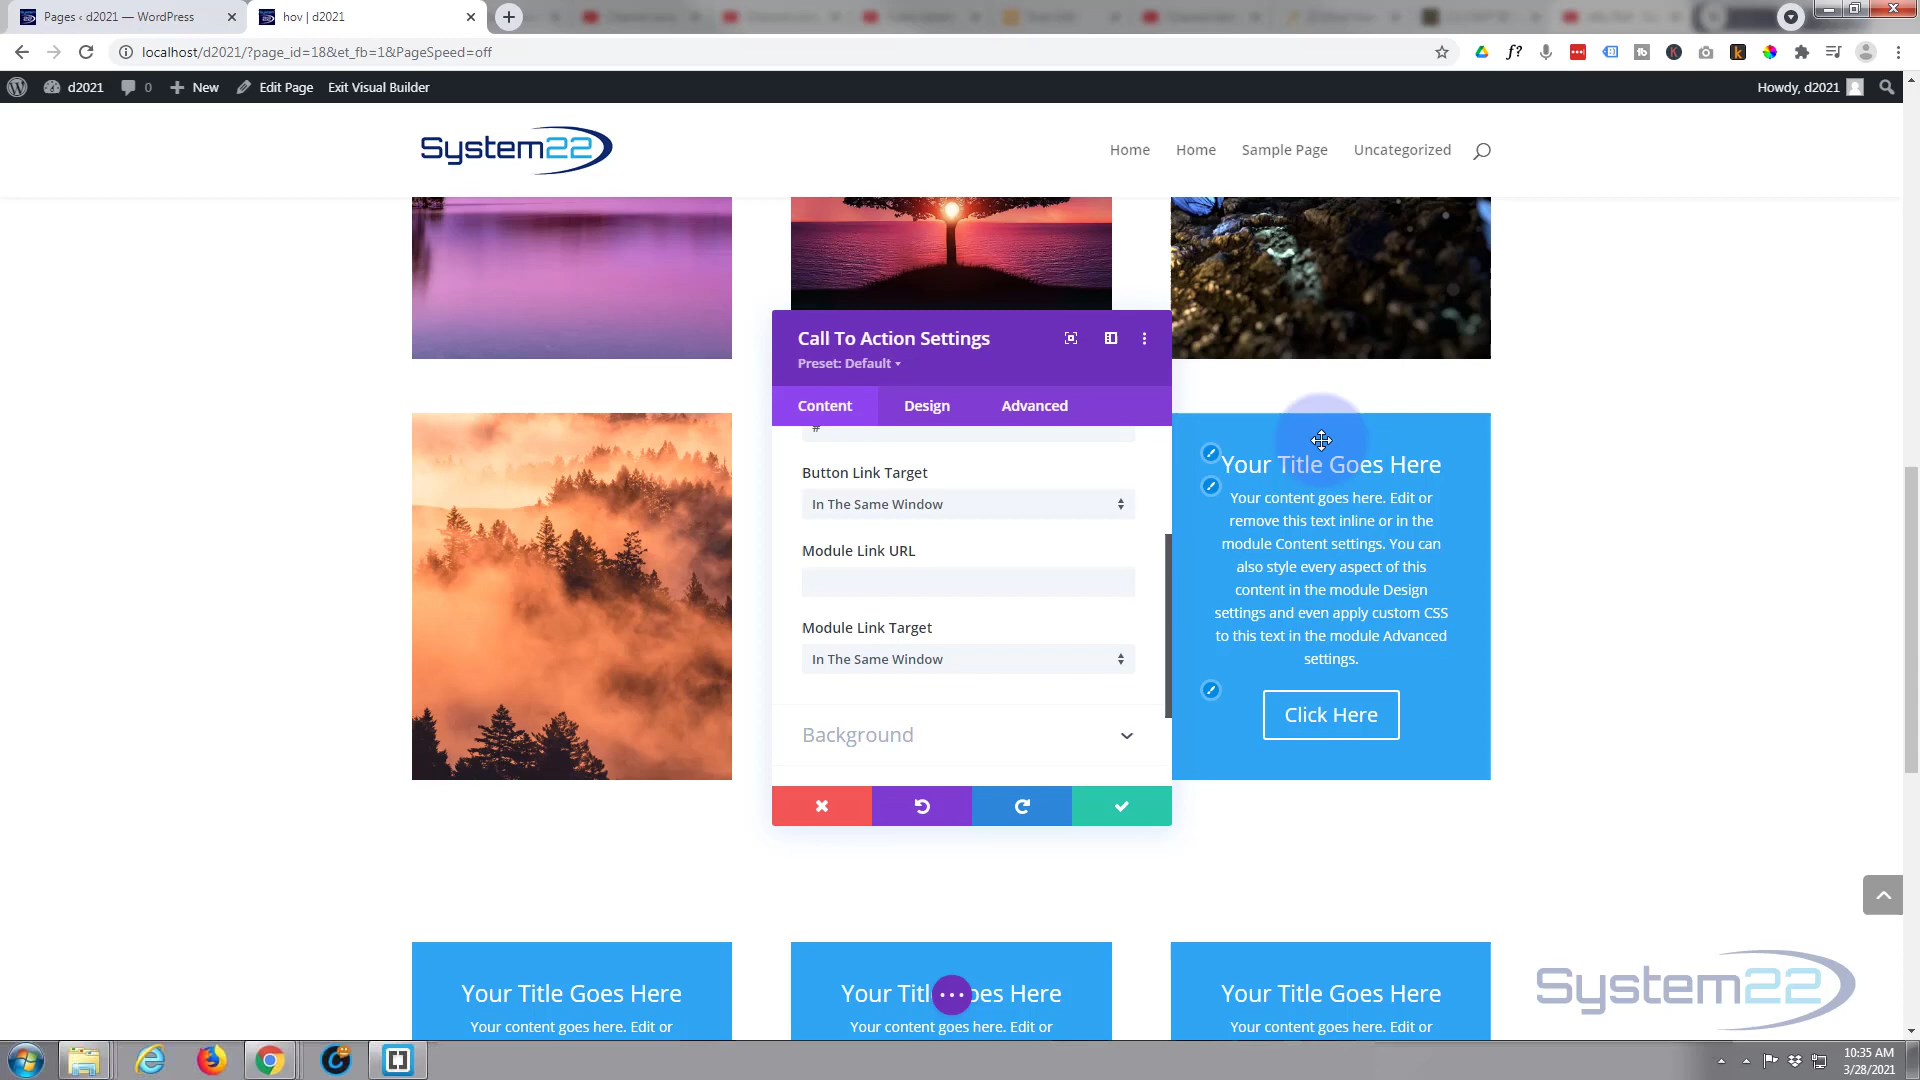 Pages ‹ d2021 — WordPress
hov | d2021
localhost/d2021/?page_id=18&et_fb=1&PageSpeed=off
d2021
0
New
Edit Page
Exit Visual Builder
Howdy, d2021
System22
Home
Home
Sample Page
Uncategorized
Call To Action Settings
Preset: Default
Content
Design
Advanced
#
Button Link Target
In The Same Window
Module Link URL
Module Link Target
In The Same Window
Background
Your Title Goes Here
Your content goes here. Edit or
remove this text inline or in the
module Content settings. You can
also style every aspect of this
content in the module Design
settings and even apply custom CSS
to this text in the module Advanced
settings.
Click Here
Your Title Goes Here
Your content goes here. Edit or
Your Titl oes Here
Your content goes here. Edit or
Your Title Goes Here
Your content goes here. Edit or
System22
10:35 AM
3/28/2021